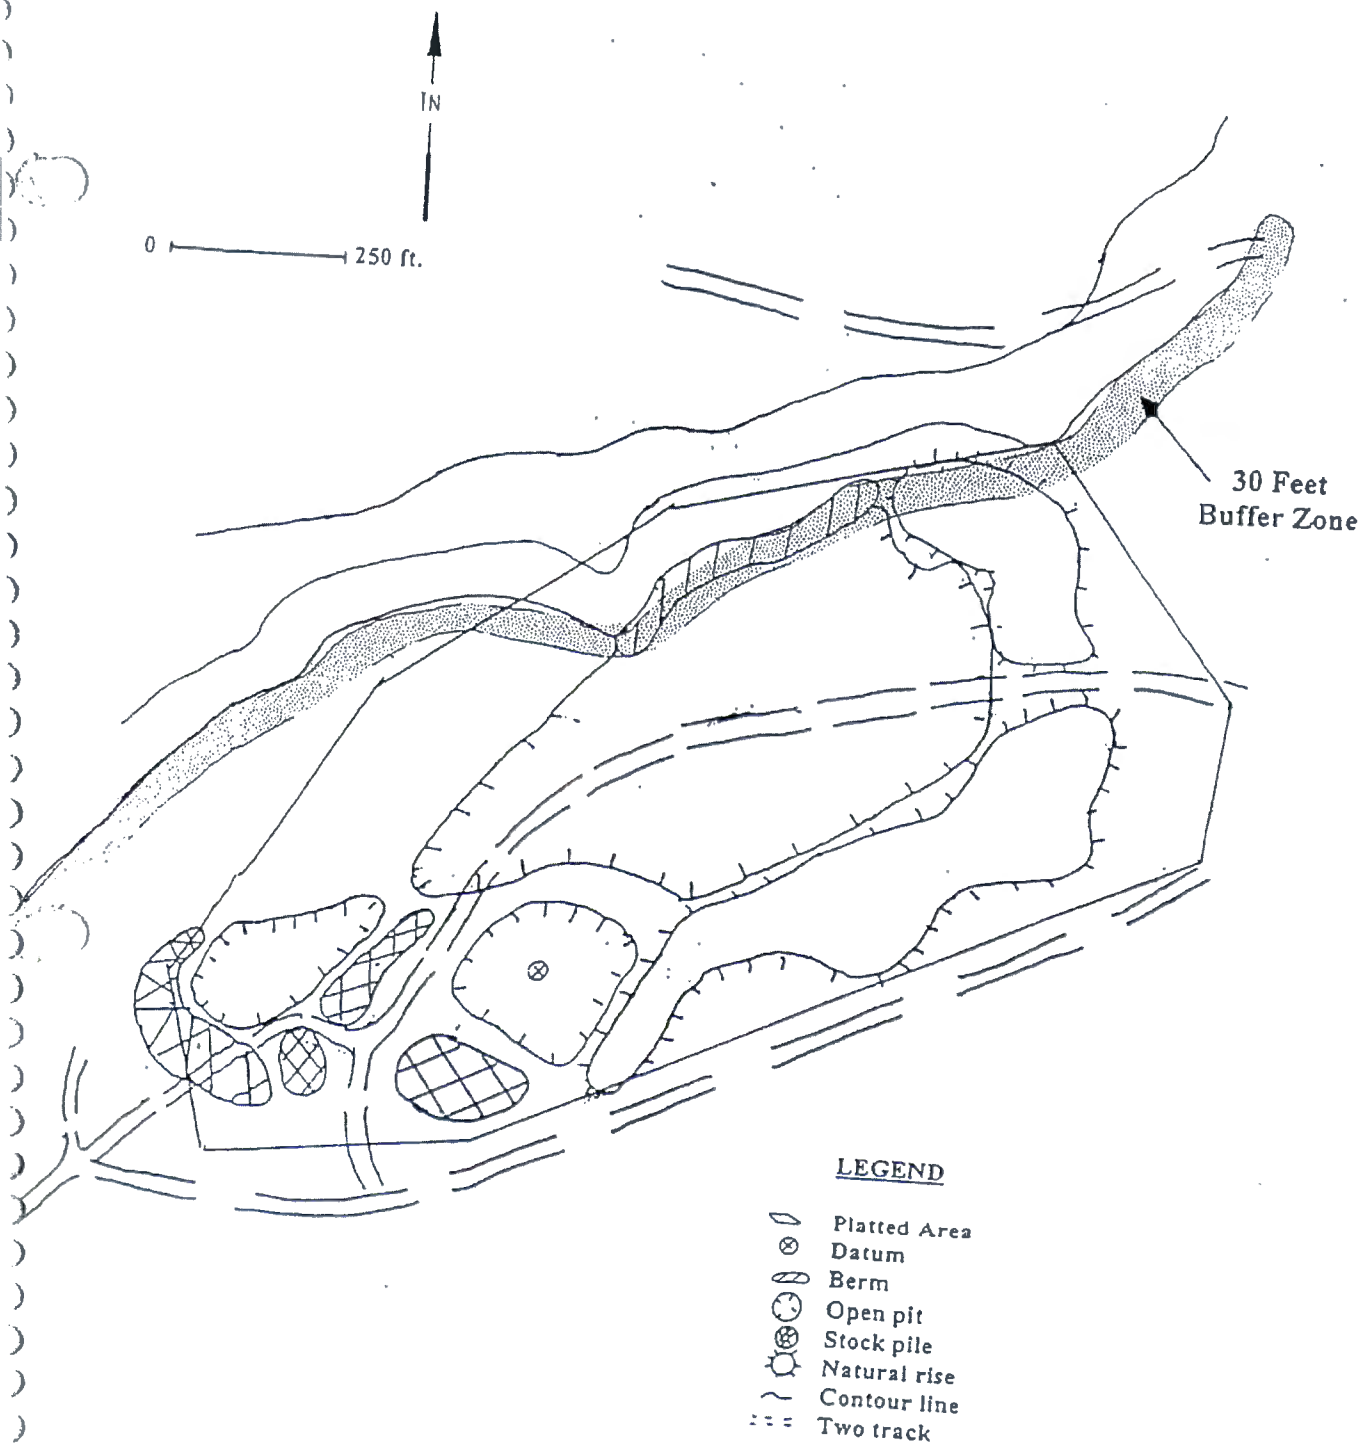 N
0 250 ft.
30 Feet
Buffer Zone
LEGEND
Platted Area
Datum
Berm
Open pit
Stock pile
Natural rise
Contour line
Two track